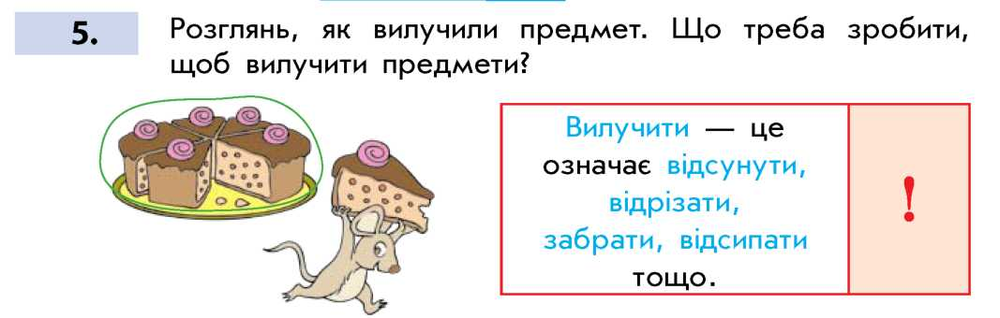 5.
Розглянь, як вилучили предмет. Що треба зробити,
щоб вилучити предмети?
Вилучити — це
означає відсунути,
відрізати,
забрати, відсипати
тощо.
!